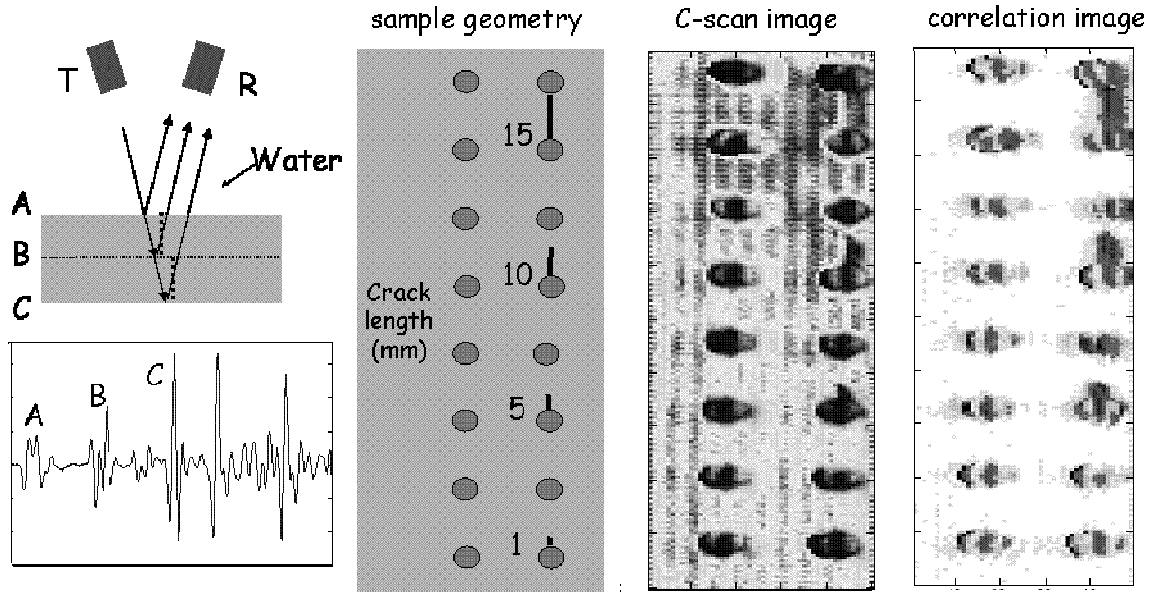 sample geometry
C-scan image
correlation image
T
R
Water
A
B
C
15
10
Crack
length
(mm)
5
1
A
B
C